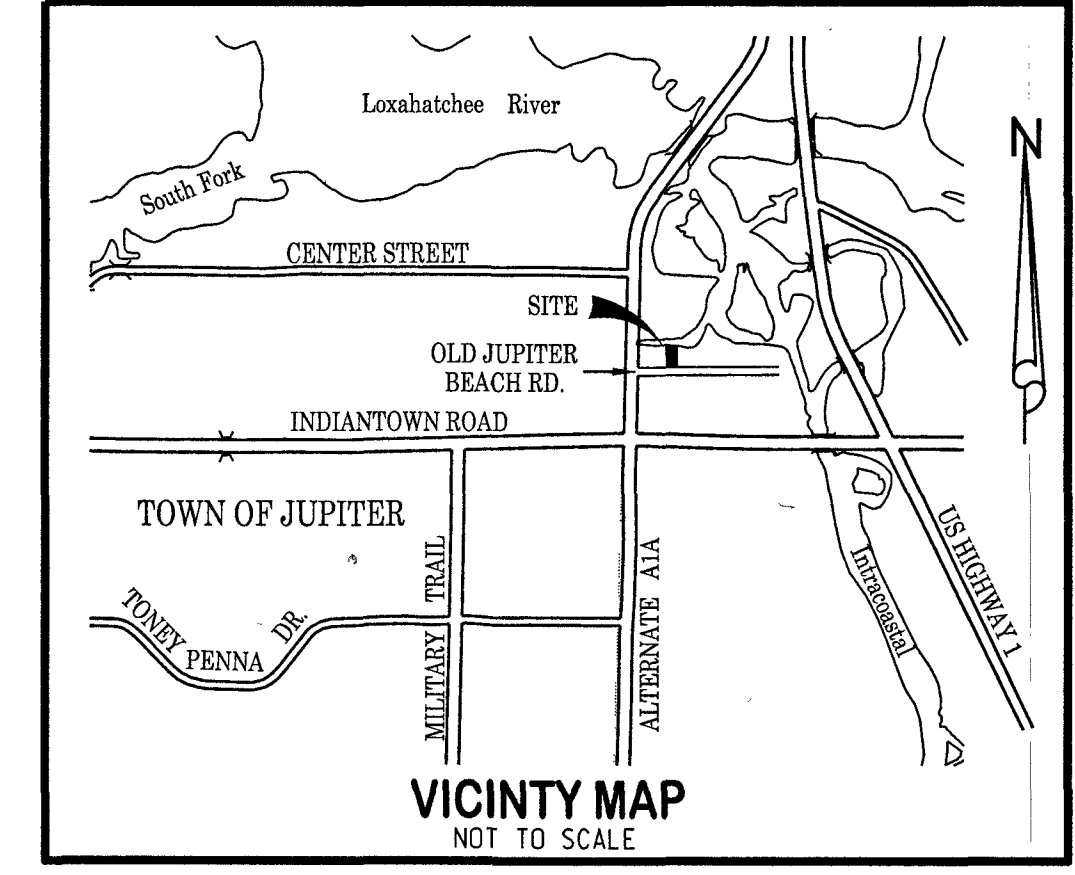 N
Loxahatchee River
South Fork
CENTER STREET
SITE
OLD JUPITER
BEACH RD.
INDIANTOWN ROAD
TOWN OF JUPITER
US HIGHWAY 1
Intracoastal
MILITARY TRAIL
ALTERNATE A1A
TONEY PENNA DR.
VICINTY MAP
NOT TO SCALE